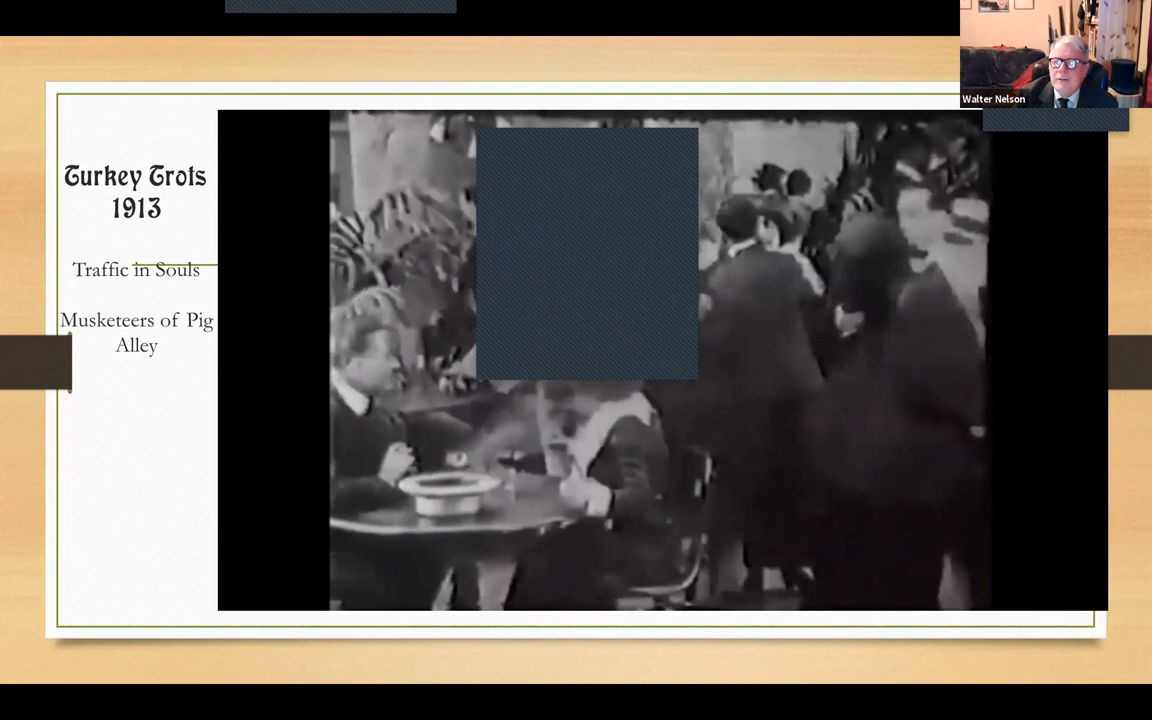 Turkey Trots
1913
Traffic in Souls
Musketeers of Pig
Alley
Walter Nelson